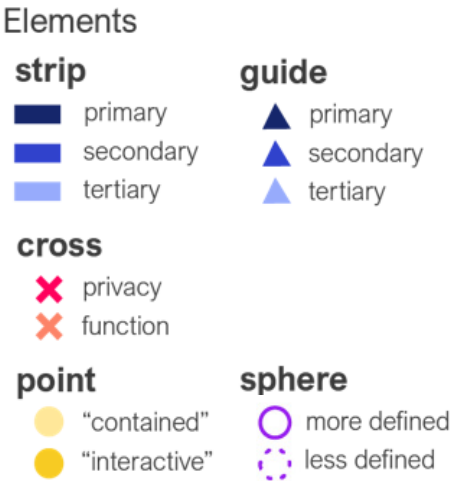 Elements
strip
primary
secondary
tertiary
guide
primary
secondary
tertiary
cross
privacy
function
point
“contained”
“interactive”
sphere
more defined
less defined